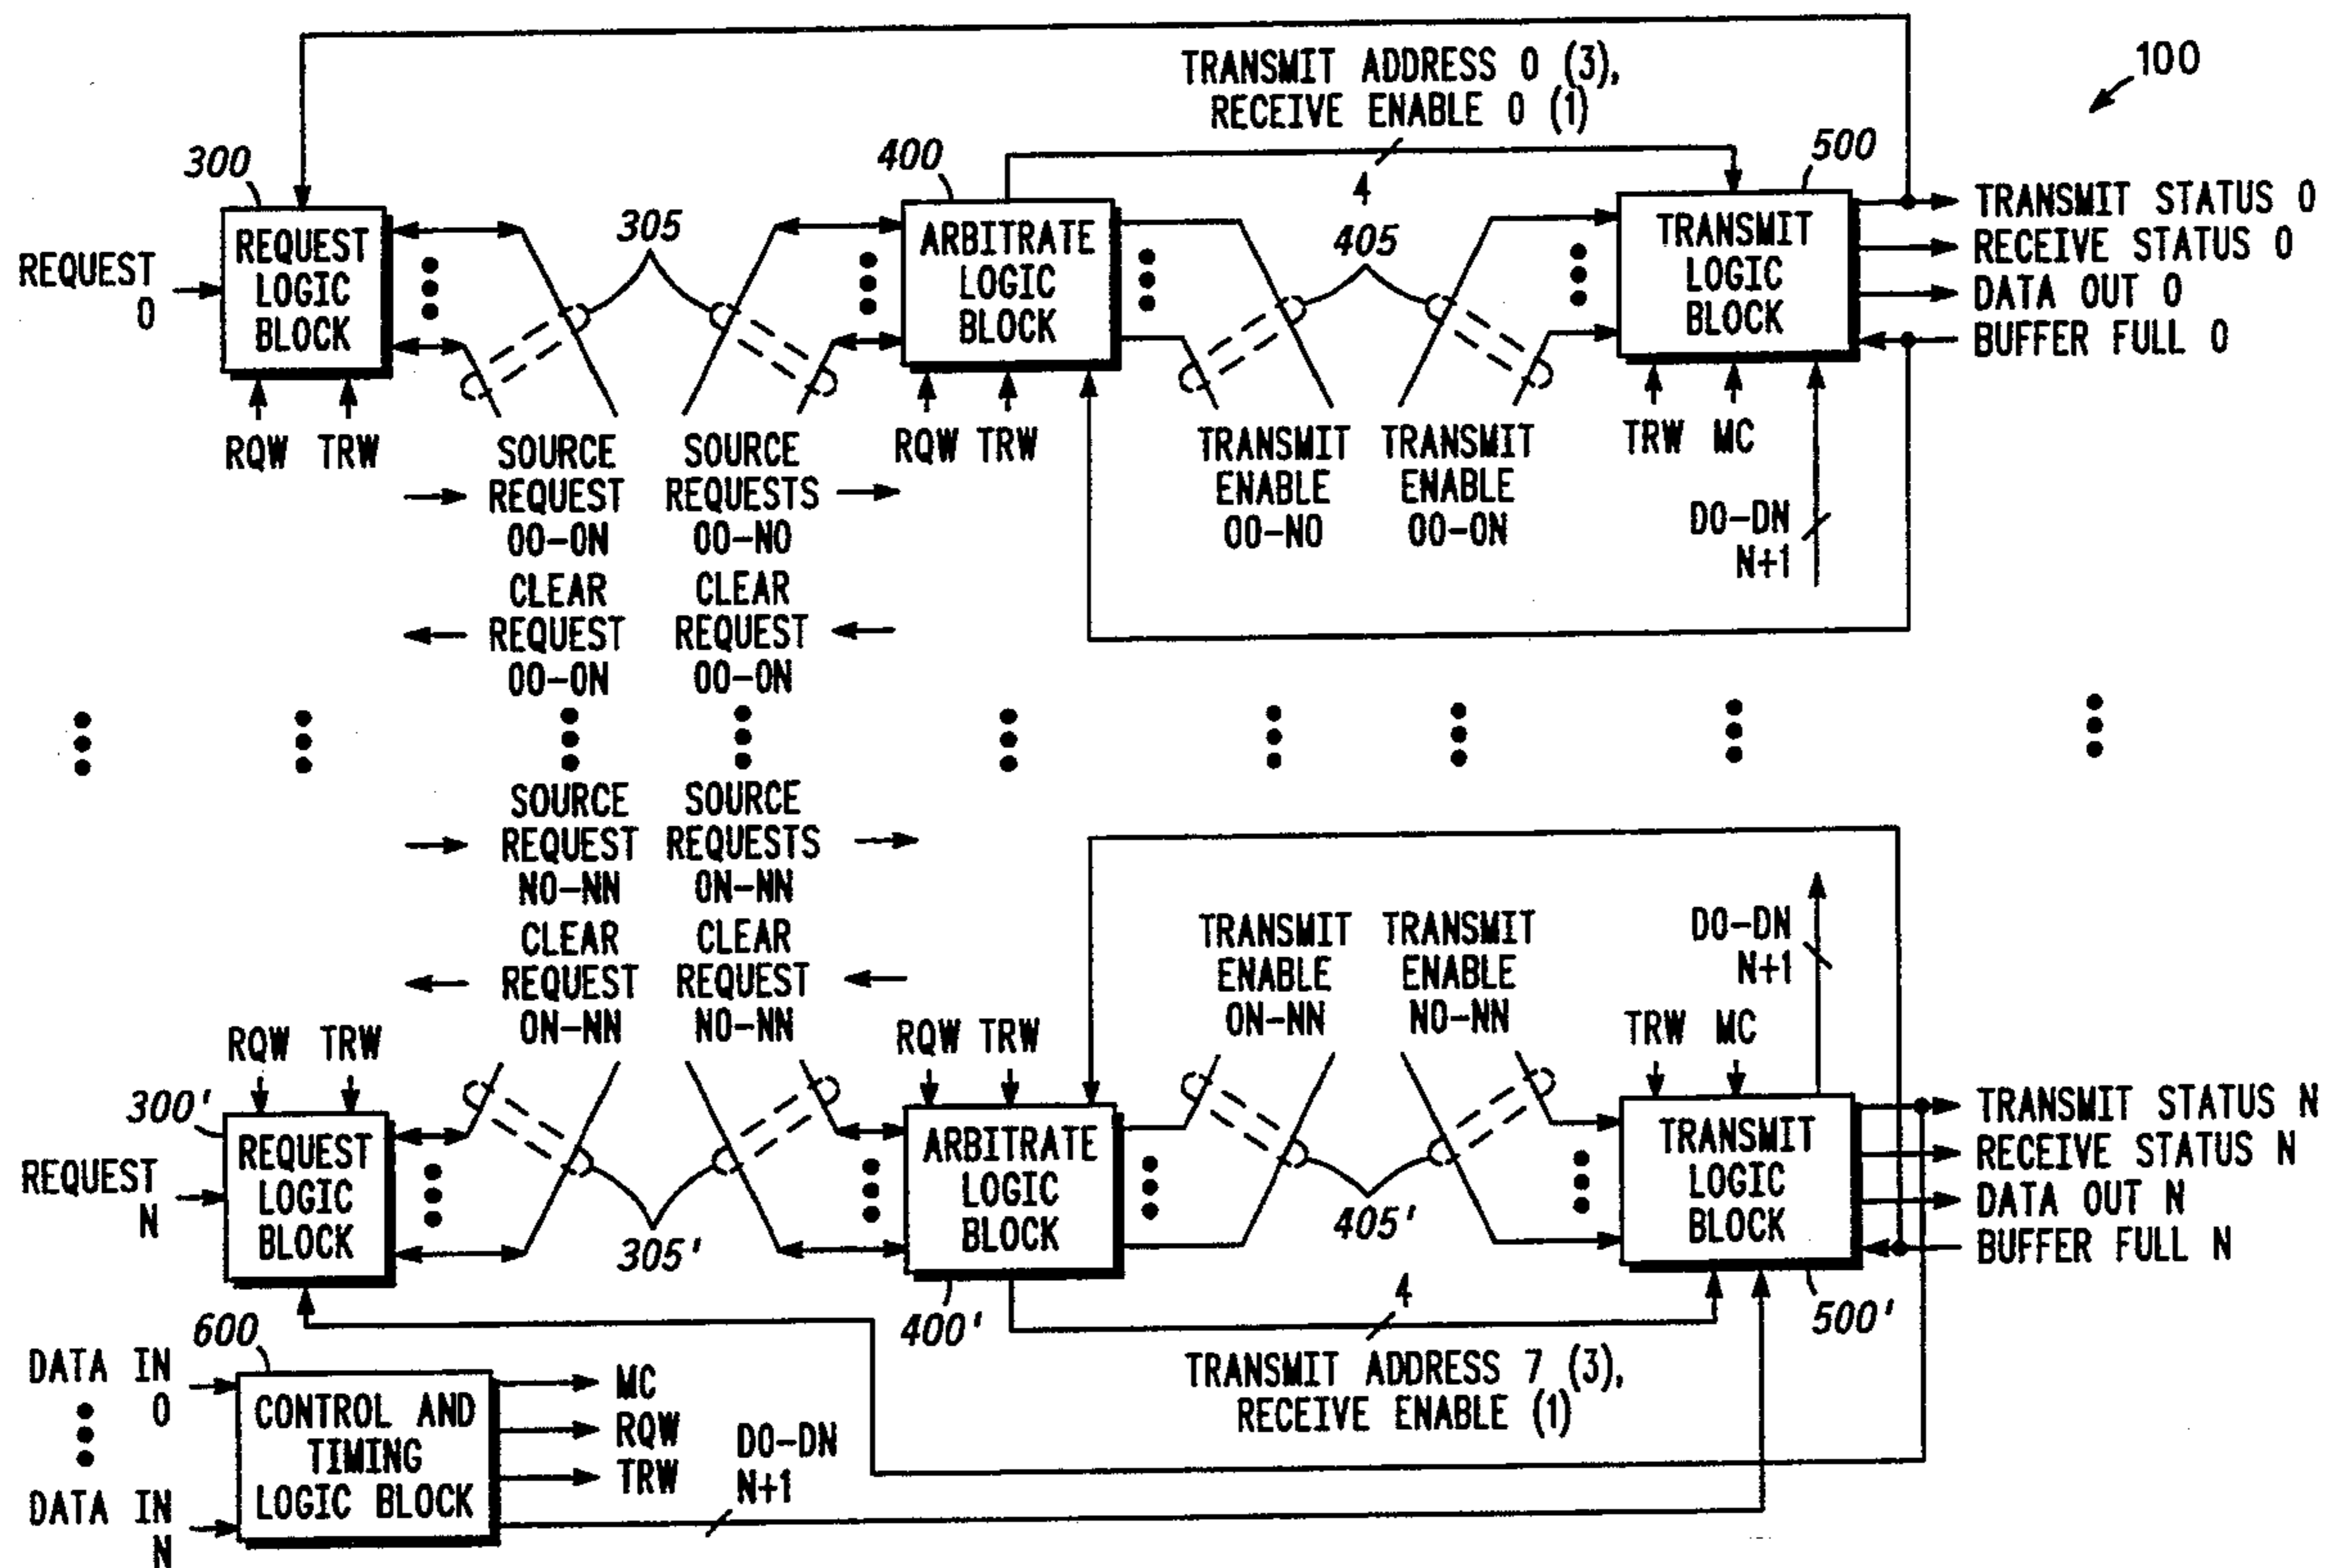 TRANSMIT ADDRESS 0 (3),
RECEIVE ENABLE 0 (1)
100
300
305
400
4
405
500
REQUEST
0
REQUEST
LOGIC
BLOCK
ARBITRATE
LOGIC
BLOCK
TRANSMIT
LOGIC
BLOCK
TRANSMIT STATUS 0
RECEIVE STATUS 0
DATA OUT 0
BUFFER FULL 0
RQW TRW
SOURCE
REQUEST
00-0N
SOURCE
REQUESTS
00-N0
RQW TRW
TRANSMIT
ENABLE
00-N0
TRANSMIT
ENABLE
00-0N
TRW MC
D0-DN
N+1
CLEAR
REQUEST
00-0N
CLEAR
REQUEST
00-0N
SOURCE
REQUEST
N0-NN
SOURCE
REQUESTS
0N-NN
CLEAR
REQUEST
0N-NN
CLEAR
REQUEST
N0-NN
TRANSMIT
ENABLE
0N-NN
TRANSMIT
ENABLE
N0-NN
D0-DN
N+1
RQW TRW
RQW TRW
TRW MC
300'
REQUEST
N
REQUEST
LOGIC
BLOCK
305'
ARBITRATE
LOGIC
BLOCK
400'
405'
TRANSMIT
LOGIC
BLOCK
500'
TRANSMIT STATUS N
RECEIVE STATUS N
DATA OUT N
BUFFER FULL N
4
TRANSMIT ADDRESS 7 (3),
RECEIVE ENABLE (1)
600
DATA IN
0
DATA IN
N
CONTROL AND
TIMING
LOGIC BLOCK
MC
RQW
TRW
D0-DN
N+1